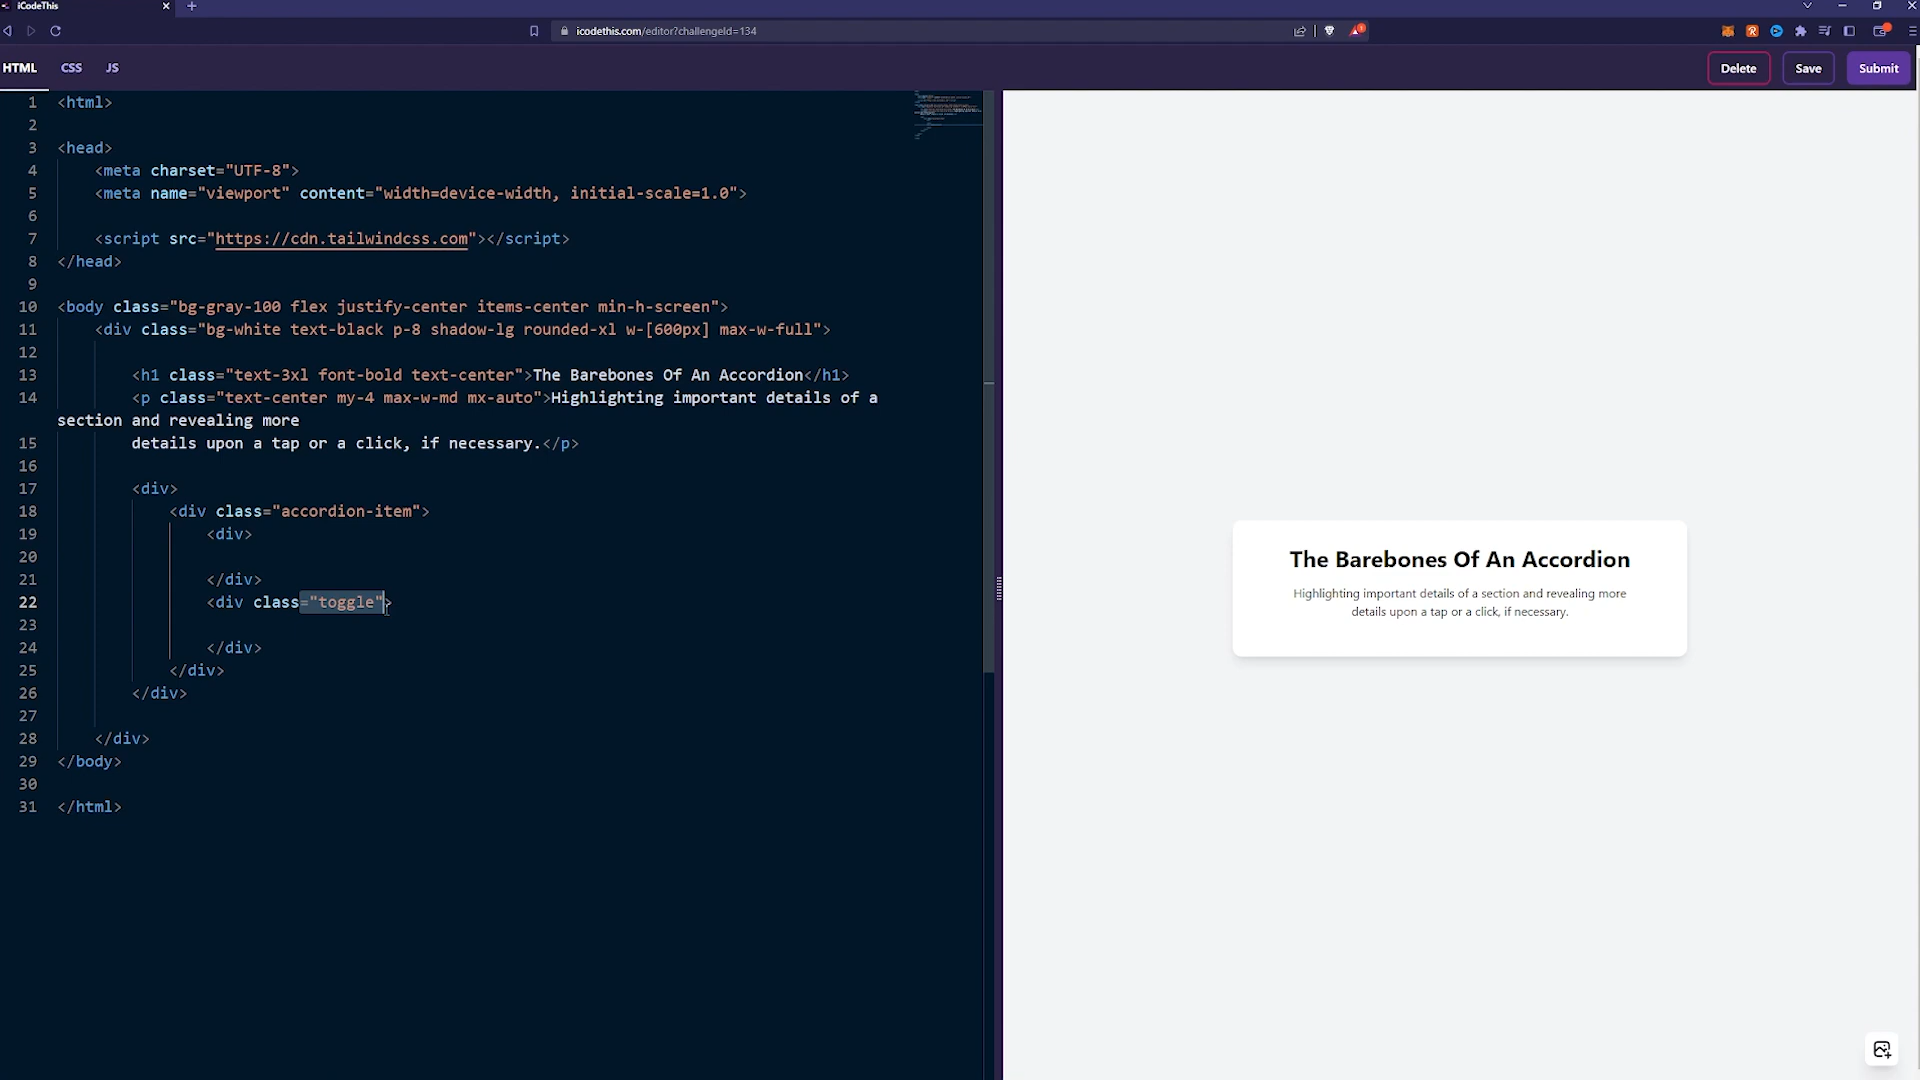 iCodeThis
icodethis.com/editor?challengeId=134
HTML CSS JS
Delete Save Submit
1 <html>
2
3 <head>
4 <meta charset="UTF-8">
5 <meta name="viewport" content="width=device-width, initial-scale=1.0">
6
7 <script src="https://cdn.tailwindcss.com"></script>
8 </head>
9
10 <body class="bg-gray-100 flex justify-center items-center min-h-screen">
11 <div class="bg-white text-black p-8 shadow-lg rounded-xl w-[600px] max-w-full">
12
13 <h1 class="text-3xl font-bold text-center">The Barebones Of An Accordion</h1>
14 <p class="text-center my-4 max-w-md mx-auto">Highlighting important details of a
section and revealing more
15 details upon a tap or a click, if necessary.</p>
16
17 <div>
18 <div class="accordion-item">
19 <div>
20
21 </div>
22 <div class="toggle">
23
24 </div>
25 </div>
26 </div>
27
28 </div>
29 </body>
30
31 </html>
The Barebones Of An Accordion
Highlighting important details of a section and revealing more
details upon a tap or a click, if necessary.